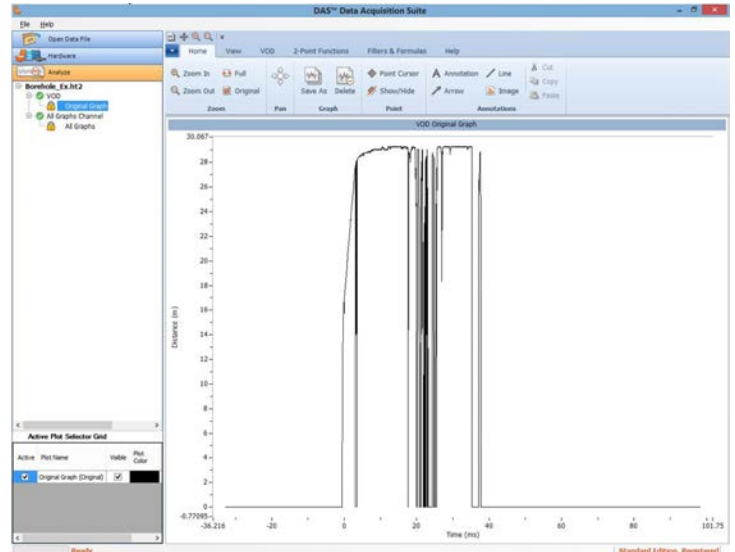 DAS™ Data Acquisition Suite
File Help
Open Data File
Hardware
Analyze
Borehole_Ex.ht2
VOD
Original Graph
All Graphs Channel
All Graphs
Home View VOD 2-Point Functions Filters & Formulas Help
Zoom In Full
Zoom Out Original
Zoom
Pan
Save As Delete
Graph
Point Cursor
Show/Hide
Point
Annotation Line
Arrow Image
Annotations
Cut
Copy
Paste
VOD Original Graph
30.067
28
26
24
22
20
18
16
14
12
10
8
6
4
2
0
-0.77095
Distance (m)
-36.216 -20 0 20 40 60 80 101.75
Time (ms)
Active Plot Selector Grid
Active Plot Name Visible Plot Color
Original Graph (Original)
Ready
Standard Edition, Registered